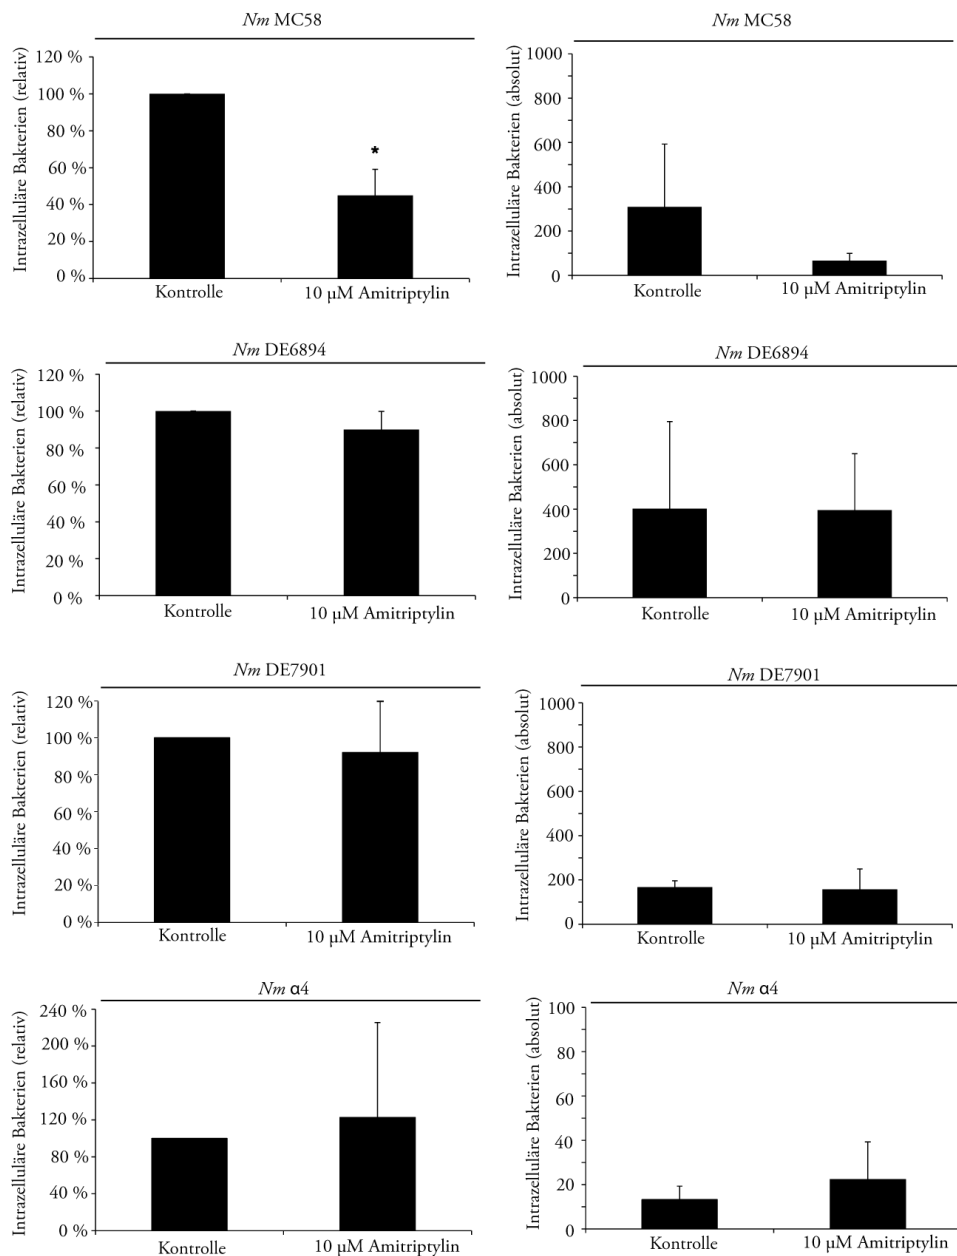 Nm MC58
Intrazelluläre Bakterien (relativ)
120 %
100 %
80 %
60 %
40 %
20 %
0 %
*
Kontrolle
10 µM Amitriptylin
Nm MC58
Intrazelluläre Bakterien (absolut)
1000
800
600
400
200
0
Kontrolle
10 µM Amitriptylin
Nm DE6894
Intrazelluläre Bakterien (relativ)
120 %
100 %
80 %
60 %
40 %
20 %
0 %
Kontrolle
10 µM Amitriptylin
Nm DE6894
Intrazelluläre Bakterien (absolut)
1000
800
600
400
200
0
Kontrolle
10 µM Amitriptylin
Nm DE7901
Intrazelluläre Bakterien (relativ)
120 %
100 %
80 %
60 %
40 %
20 %
0 %
Kontrolle
10 µM Amitriptylin
Nm DE7901
Intrazelluläre Bakterien (absolut)
1000
800
600
400
200
0
Kontrolle
10 µM Amitriptylin
Nm α4
Intrazelluläre Bakterien (relativ)
240 %
200 %
160 %
120 %
80 %
40 %
0 %
Kontrolle
10 µM Amitriptylin
Nm α4
Intrazelluläre Bakterien (absolut)
100
80
60
40
20
0
Kontrolle
10 µM Amitriptylin